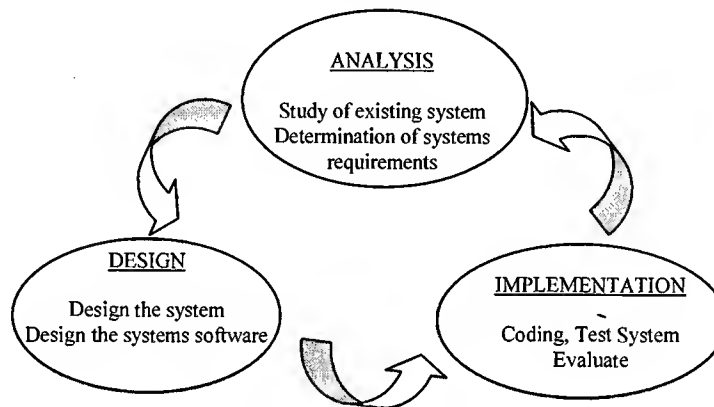 ANALYSIS
Study of existing system
Determination of systems
requirements
DESIGN
Design the system
Design the systems software
IMPLEMENTATION
Coding, Test System
Evaluate